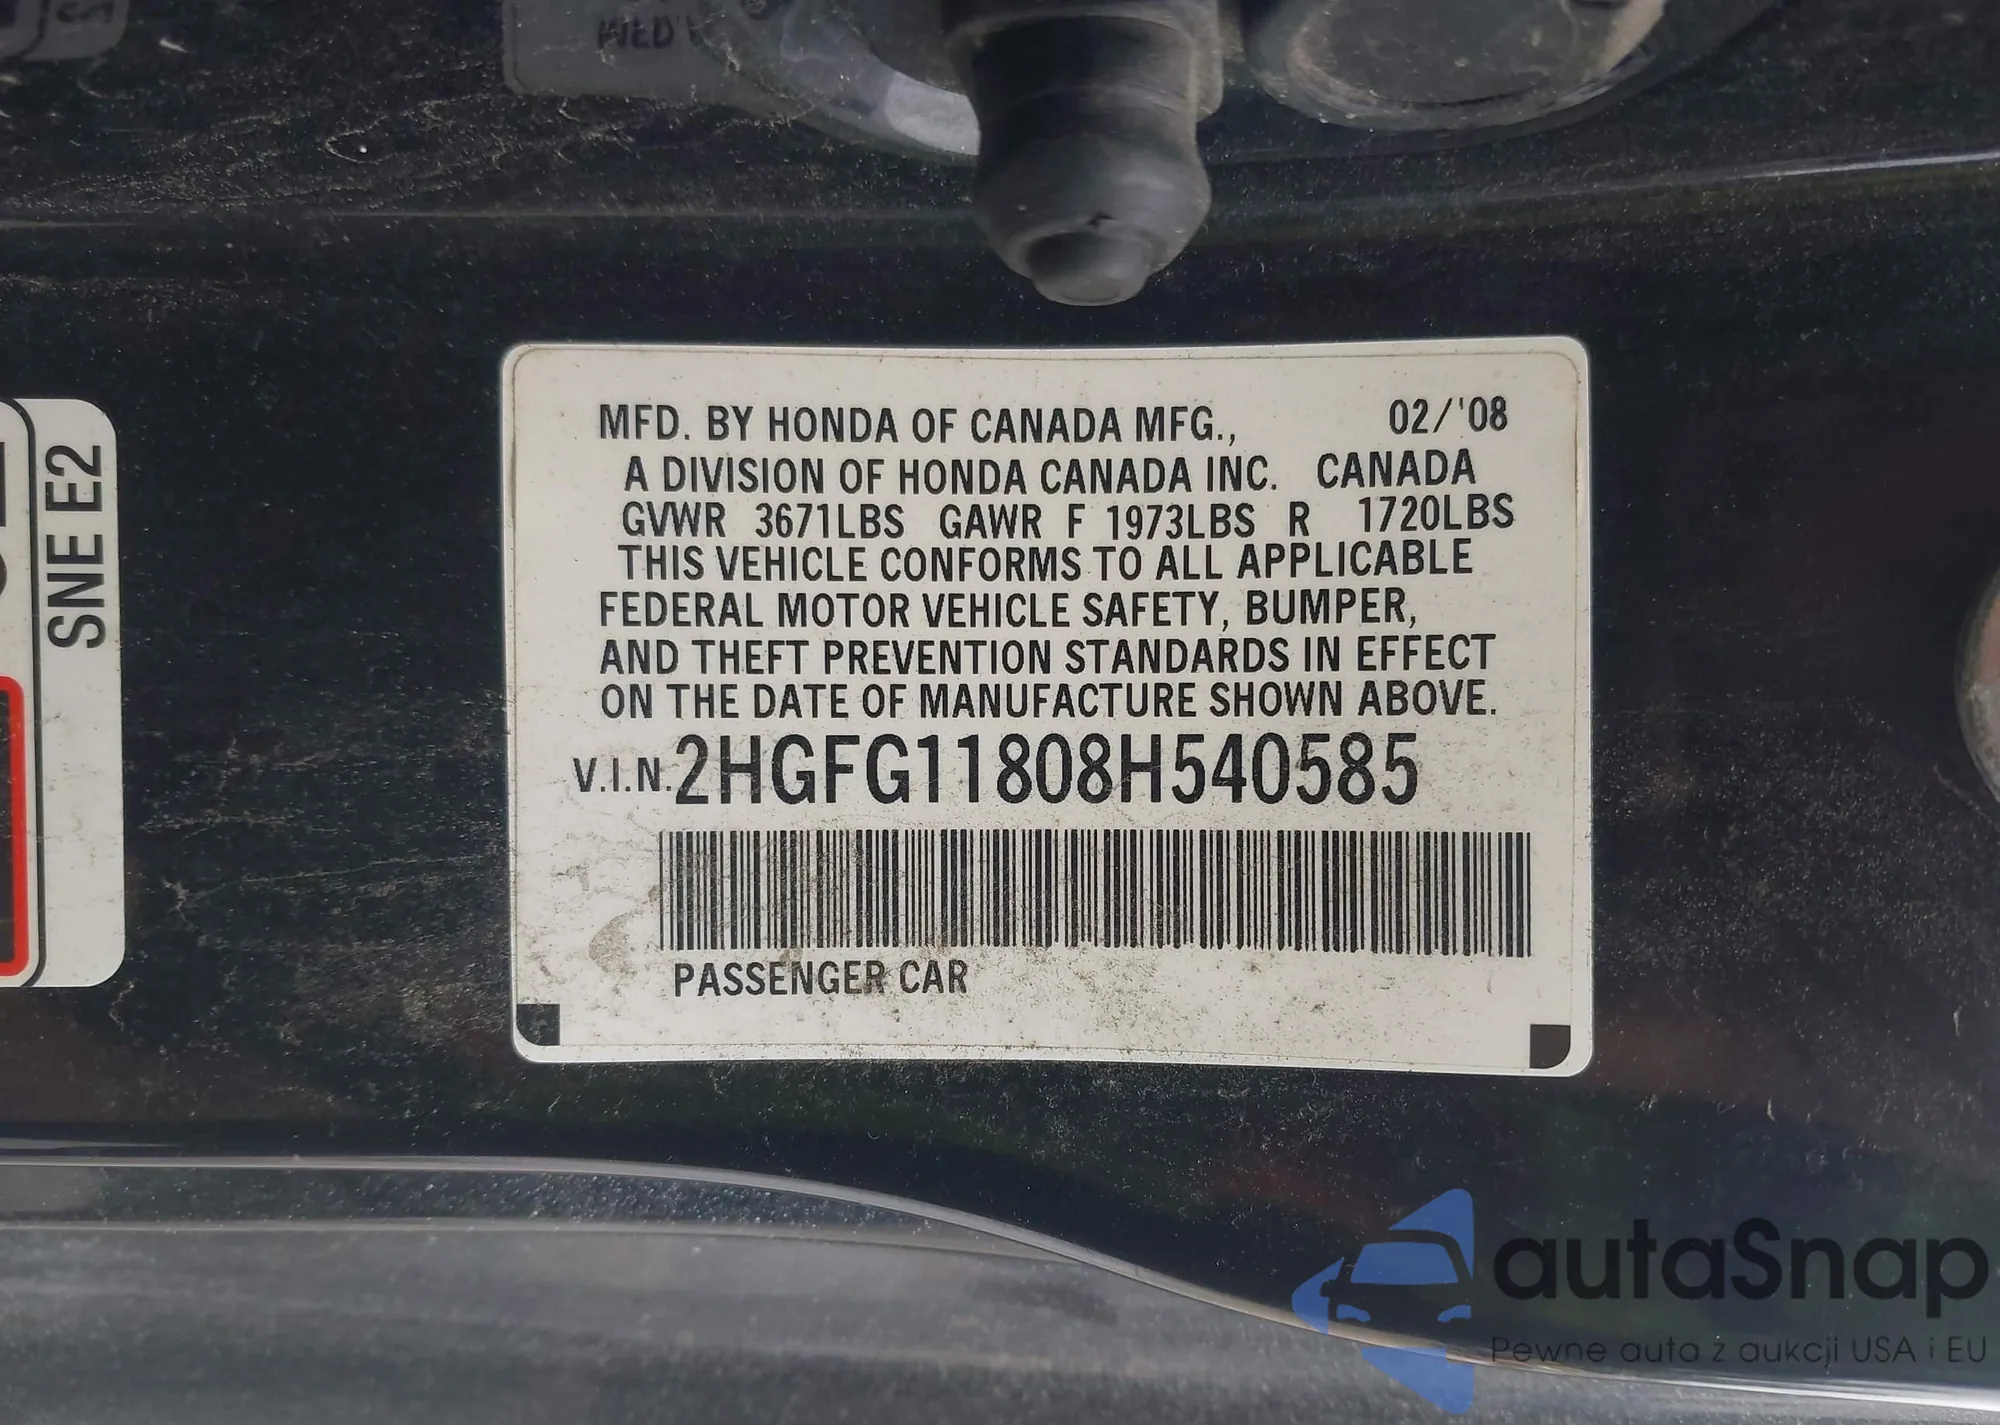 MFD. BY HONDA OF CANADA MFG., 02/'08
A DIVISION OF HONDA CANADA INC. CANADA
GVWR 3671LBS GAWR F 1973LBS R 1720LBS
THIS VEHICLE CONFORMS TO ALL APPLICABLE
FEDERAL MOTOR VEHICLE SAFETY, BUMPER,
AND THEFT PREVENTION STANDARDS IN EFFECT
ON THE DATE OF MANUFACTURE SHOWN ABOVE.
V.I.N. 2HGFG11808H540585
PASSENGER CAR
SNE E2
autaSnap
Pewne auta z aukcji USA i EU